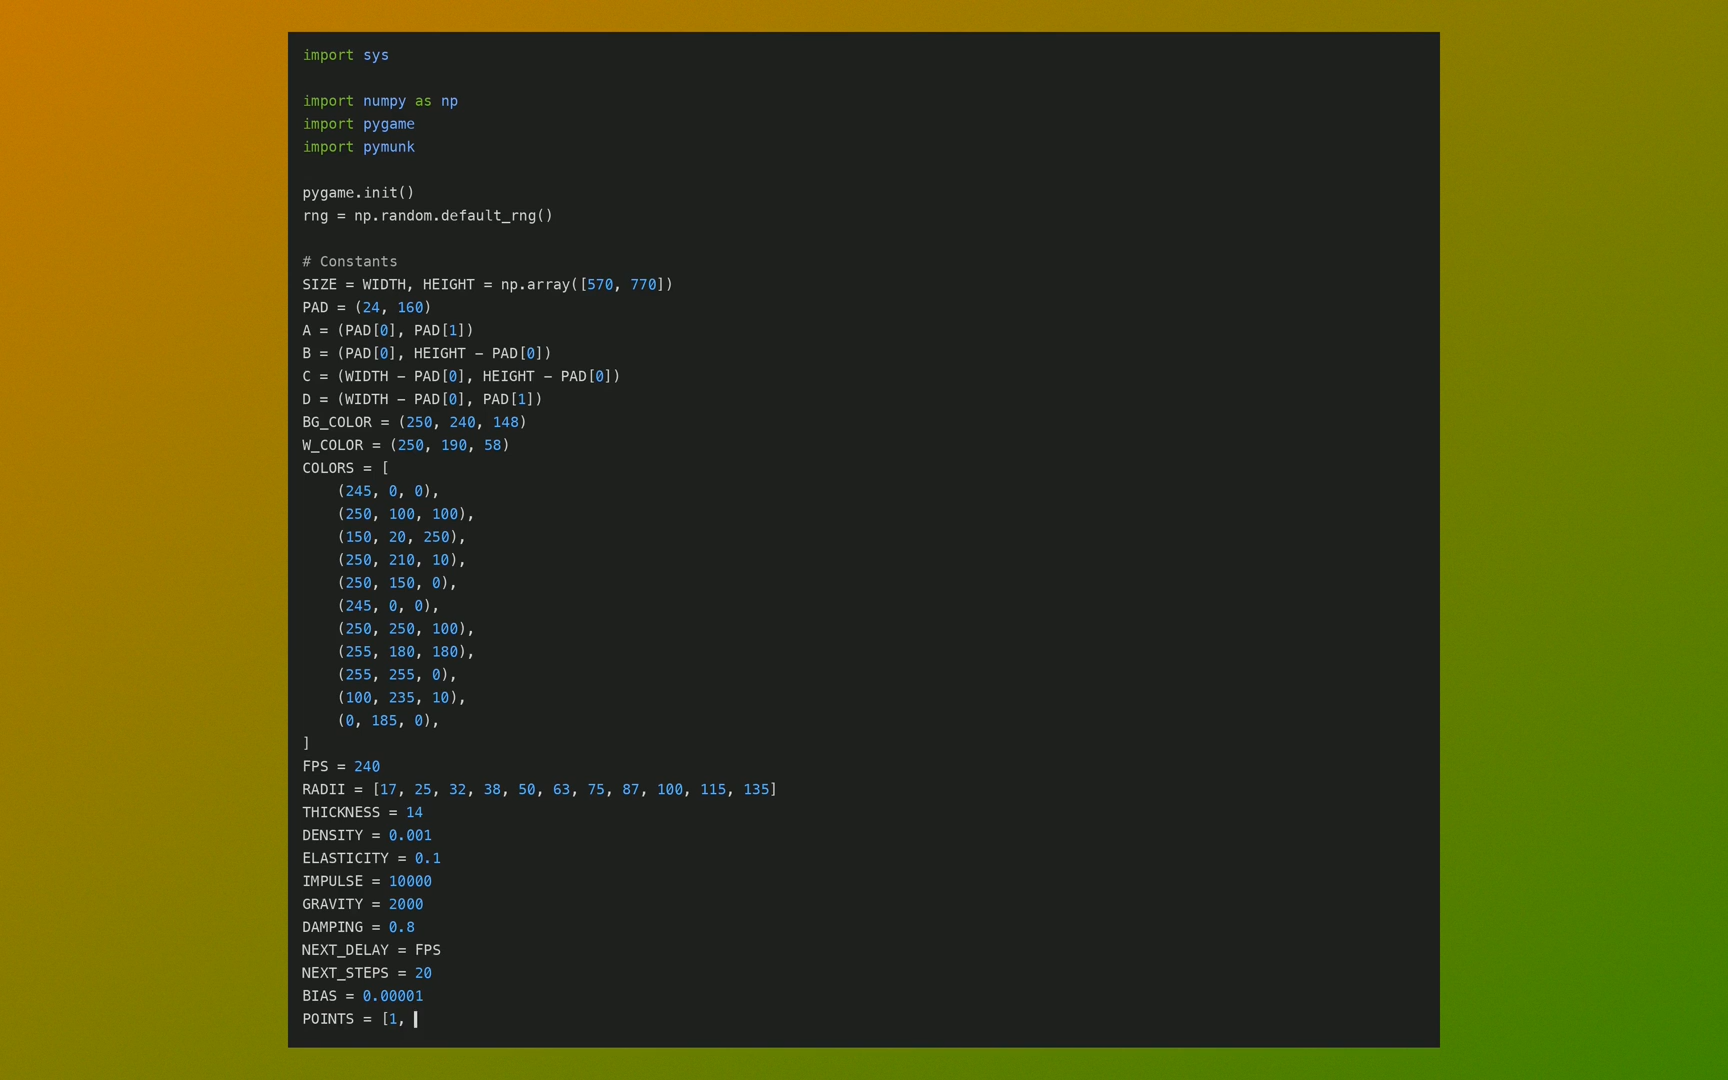 import sys

import numpy as np
import pygame
import pymunk

pygame.init()
rng = np.random.default_rng()

# Constants
SIZE = WIDTH, HEIGHT = np.array([570, 770])
PAD = (24, 160)
A = (PAD[0], PAD[1])
B = (PAD[0], HEIGHT - PAD[0])
C = (WIDTH - PAD[0], HEIGHT - PAD[0])
D = (WIDTH - PAD[0], PAD[1])
BG_COLOR = (250, 240, 148)
W_COLOR = (250, 190, 58)
COLORS = [
    (245, 0, 0),
    (250, 100, 100),
    (150, 20, 250),
    (250, 210, 10),
    (250, 150, 0),
    (245, 0, 0),
    (250, 250, 100),
    (255, 180, 180),
    (255, 255, 0),
    (100, 235, 10),
    (0, 185, 0),
]
FPS = 240
RADII = [17, 25, 32, 38, 50, 63, 75, 87, 100, 115, 135]
THICKNESS = 14
DENSITY = 0.001
ELASTICITY = 0.1
IMPULSE = 10000
GRAVITY = 2000
DAMPING = 0.8
NEXT_DELAY = FPS
NEXT_STEPS = 20
BIAS = 0.00001
POINTS = [1,